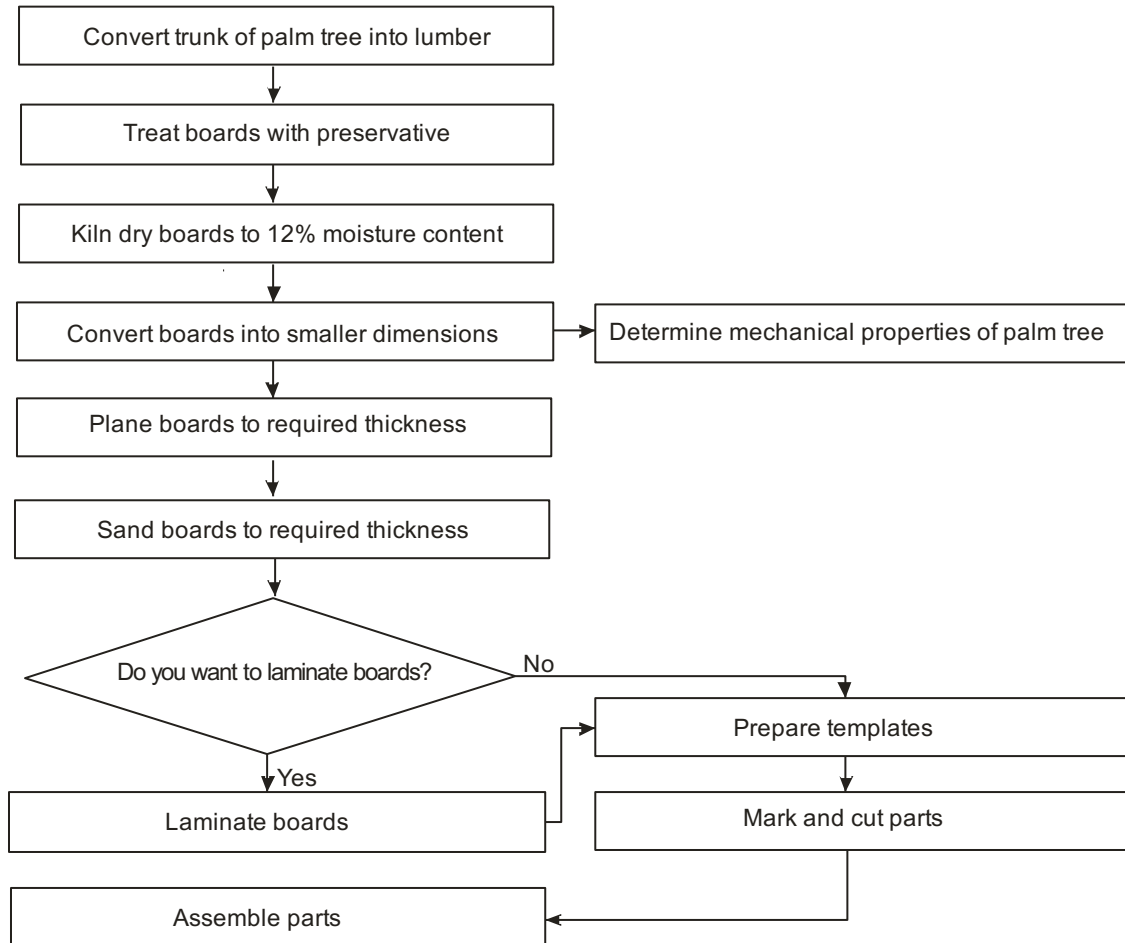 Convert trunk of palm tree into lumber
Treat boards with preservative
Kiln dry boards to 12% moisture content
Convert boards into smaller dimensions
Determine mechanical properties of palm tree
Plane boards to required thickness
Sand boards to required thickness
Do you want to laminate boards?
No
Yes
Laminate boards
Prepare templates
Mark and cut parts
Assemble parts